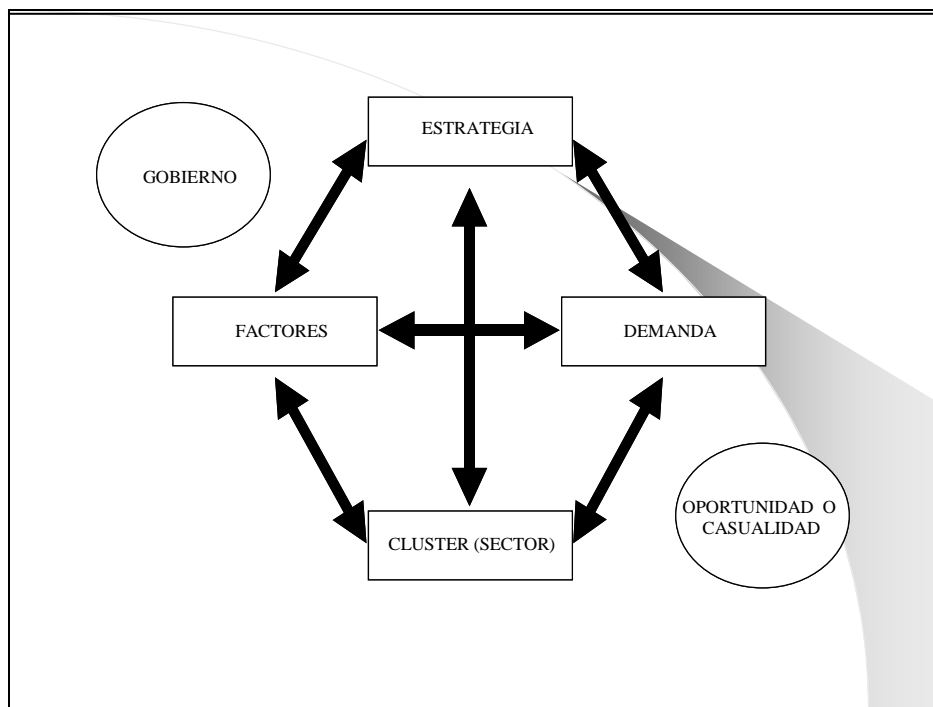 ESTRATEGIA
GOBIERNO
FACTORES
DEMANDA
OPORTUNIDAD O
CASUALIDAD
CLUSTER (SECTOR)